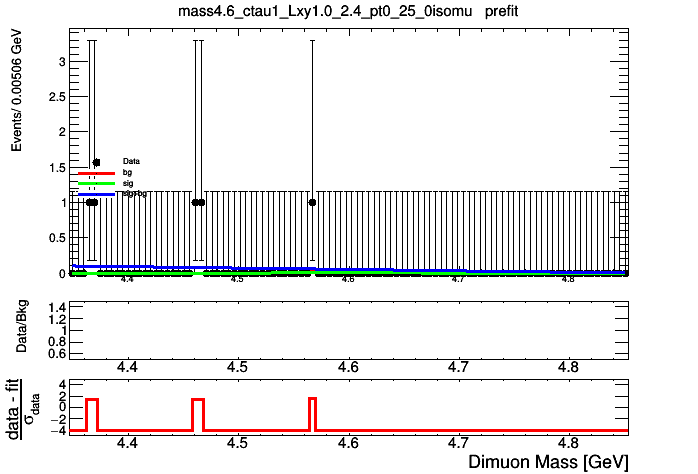 mass4.6_ctau1_Lxy1.0_2.4_pt0_25_0isomu prefit
Events/ 0.00506 GeV
3
2.5
2
1.5
1
0.5
0
Data
bg
sig
sig+bg
4.4 4.5 4.6 4.7 4.8
Data/Bkg
1.4
1.2
1
0.8
0.6
4.4 4.5 4.6 4.7 4.8
data - fit
σdata
4
2
0
−2
−4
4.4 4.5 4.6 4.7 4.8
Dimuon Mass [GeV]